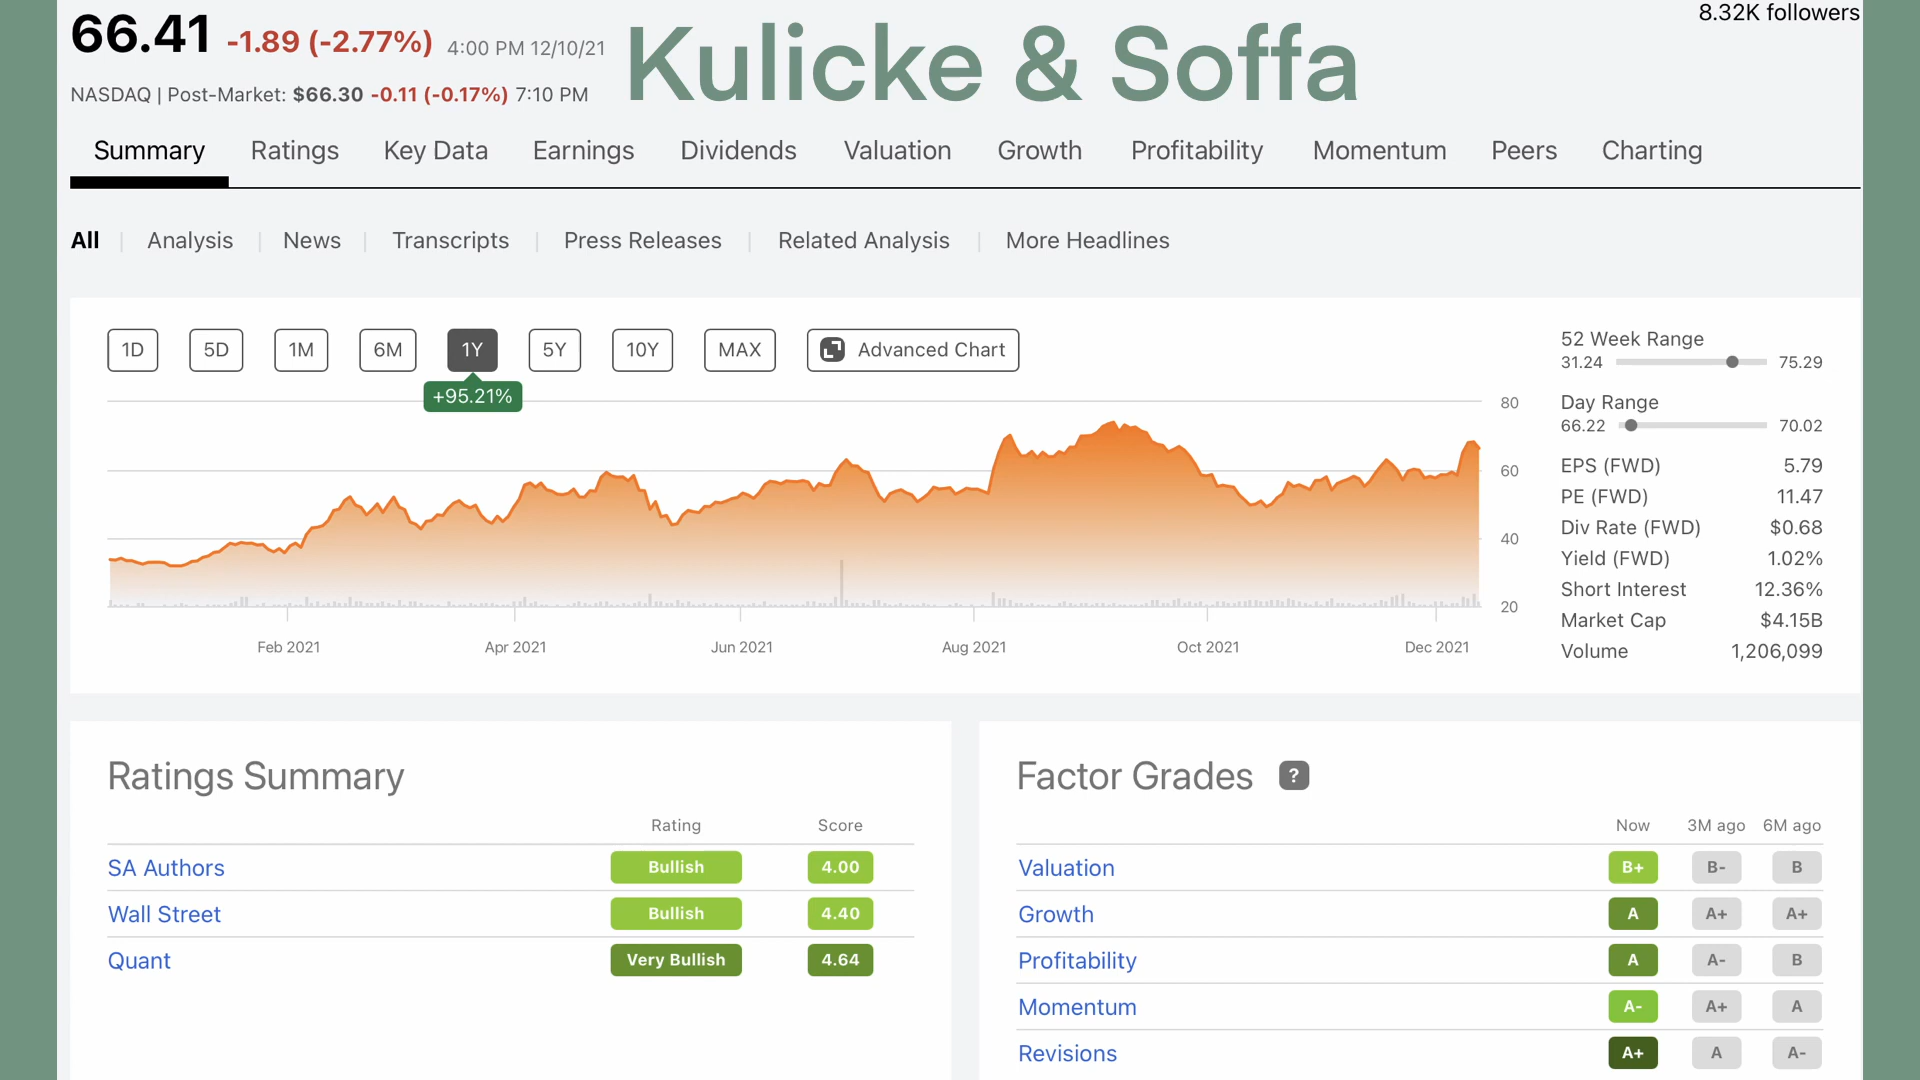 66.41 -1.89 (-2.77%) 4:00 PM 12/10/21
Kulicke & Soffa
8.32K followers
NASDAQ | Post-Market: $66.30 -0.11 (-0.17%) 7:10 PM
Summary Ratings Key Data Earnings Dividends Valuation Growth Profitability Momentum Peers Charting
All | Analysis | News | Transcripts | Press Releases | Related Analysis | More Headlines
1D 5D 1M 6M 1Y 5Y 10Y MAX Advanced Chart
+95.21%
80
60
40
20
Feb 2021 Apr 2021 Jun 2021 Aug 2021 Oct 2021 Dec 2021
52 Week Range
31.24 75.29
Day Range
66.22 70.02
EPS (FWD) 5.79
PE (FWD) 11.47
Div Rate (FWD) $0.68
Yield (FWD) 1.02%
Short Interest 12.36%
Market Cap $4.15B
Volume 1,206,099
Ratings Summary
Rating Score
SA Authors Bullish 4.00
Wall Street Bullish 4.40
Quant Very Bullish 4.64
Factor Grades ?
Now 3M ago 6M ago
Valuation B+ B- B
Growth A A+ A+
Profitability A A- B
Momentum A- A+ A
Revisions A+ A A-